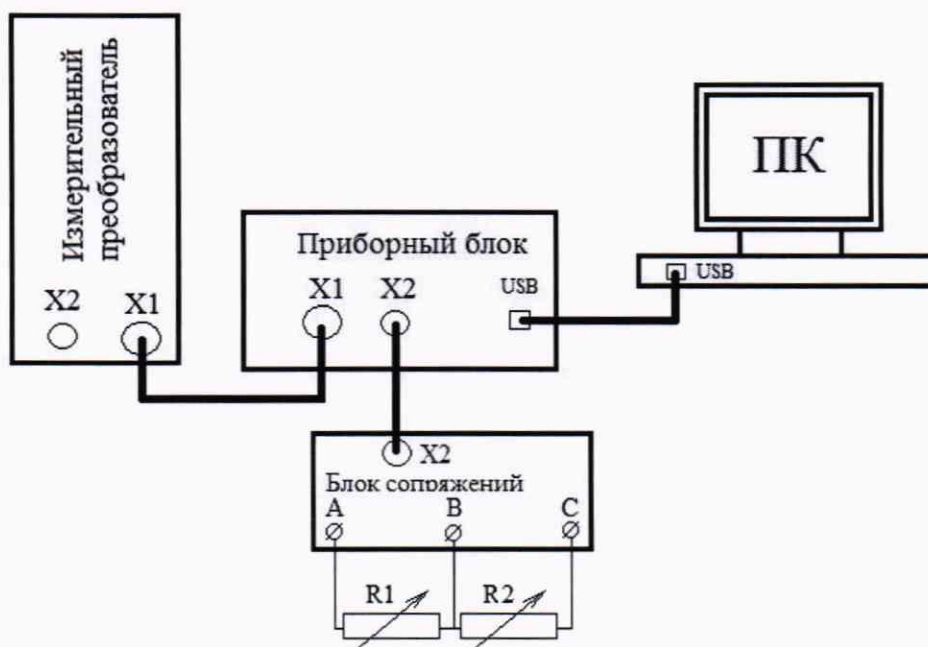 Измерительный
преобразователь
X2
X1
Приборный блок
X1
X2
USB
ПК
USB
X2
Блок сопряжений
A
B
C
R1
R2